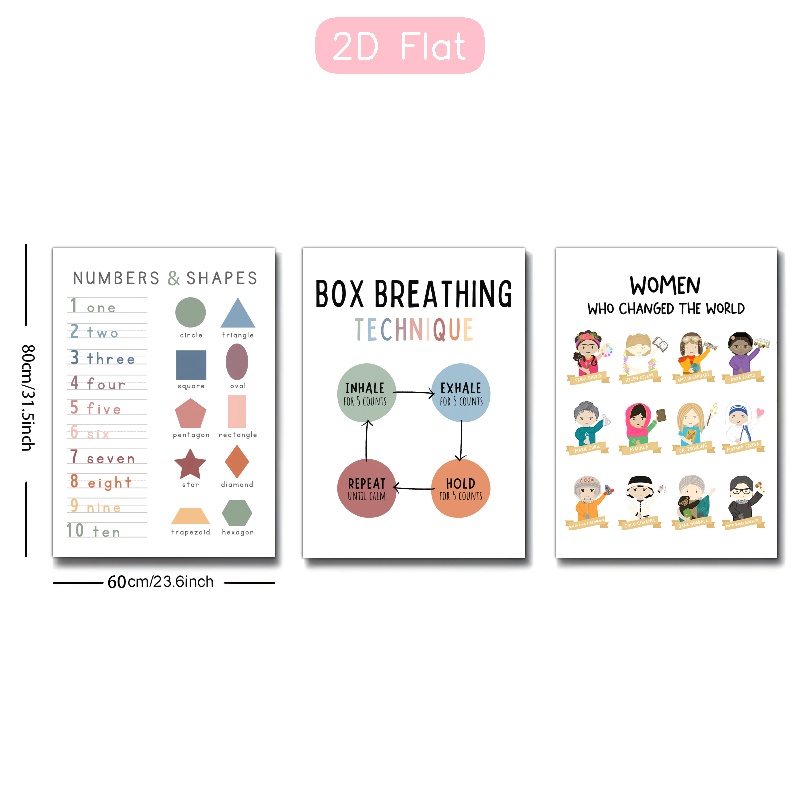 2D Flat
80cm/31.5inch
NUMBERS & SHAPES
1 one
2 two
3 three
4 four
5 five
6 six
7 seven
8 eight
9 nine
10 ten
circle
triangle
square
oval
pentagon
rectangle
star
diamond
trapezoid
hexagon
60cm/23.6inch
BOX BREATHING
TECHNIQUE
INHALE
FOR 5 COUNTS
EXHALE
FOR 5 COUNTS
REPEAT
UNTIL CALM
HOLD
FOR 5 COUNTS
WOMEN
WHO CHANGED THE WORLD